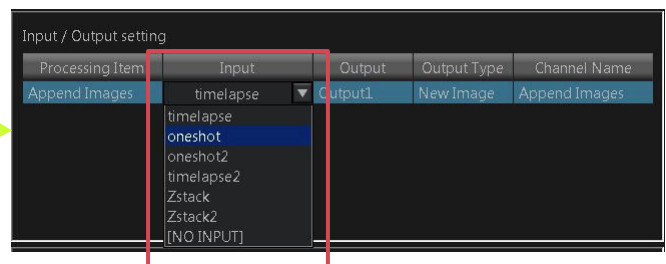 Input / Output setting
Processing Item Input Output Output Type Channel Name
Append Images timelapse Output1 New Image Append Images
timelapse
oneshot
oneshot2
timelapse2
Zstack
Zstack2
[NO INPUT]